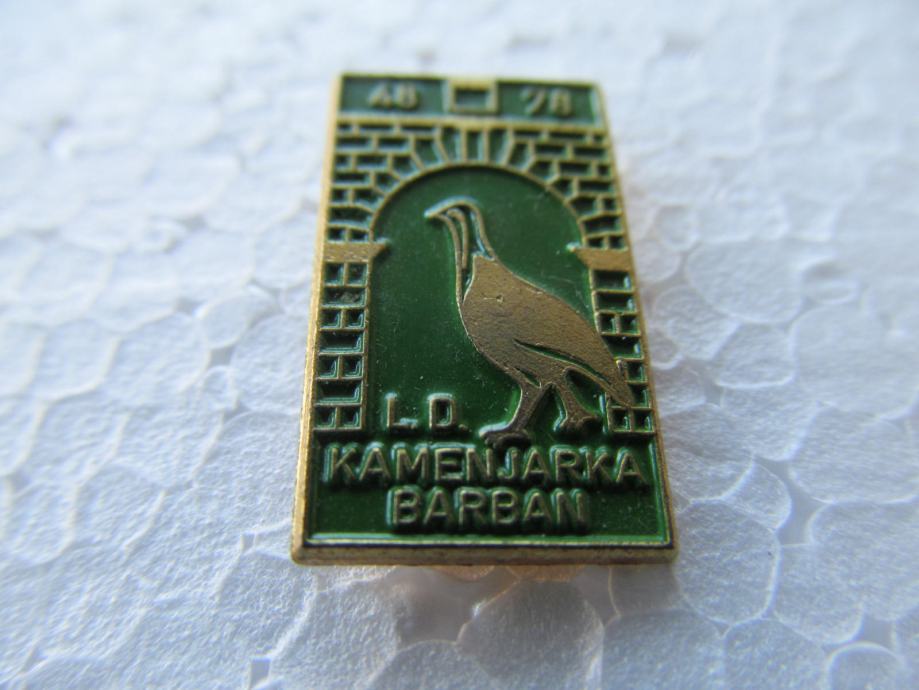 48 78
L.D.
KAMENJARKA
BARBAN